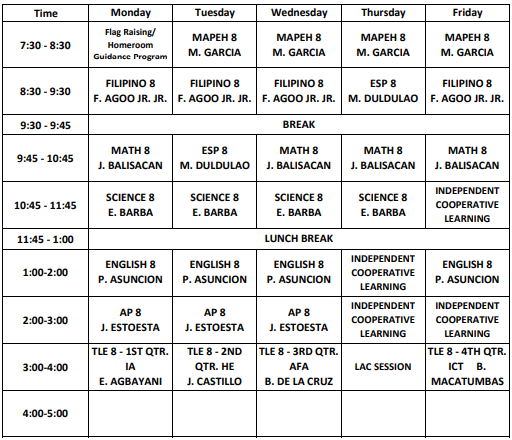 Time Monday Tuesday Wednesday Thursday Friday
7:30 - 8:30
Flag Raising/
Homeroom
Guidance Program
MAPEH 8
M. GARCIA
MAPEH 8
M. GARCIA
MAPEH 8
M. GARCIA
MAPEH 8
M. GARCIA
8:30 - 9:30
FILIPINO 8
F. AGOO JR. JR.
FILIPINO 8
F. AGOO JR. JR.
FILIPINO 8
F. AGOO JR. JR.
ESP 8
M. DULDULAO
FILIPINO 8
F. AGOO JR. JR.
9:30 - 9:45 BREAK
9:45 - 10:45
MATH 8
J. BALISACAN
ESP 8
M. DULDULAO
MATH 8
J. BALISACAN
MATH 8
J. BALISACAN
MATH 8
J. BALISACAN
10:45 - 11:45
SCIENCE 8
E. BARBA
SCIENCE 8
E. BARBA
SCIENCE 8
E. BARBA
SCIENCE 8
E. BARBA
INDEPENDENT
COOPERATIVE
LEARNING
11:45 - 1:00 LUNCH BREAK
1:00-2:00
ENGLISH 8
P. ASUNCION
ENGLISH 8
P. ASUNCION
ENGLISH 8
P. ASUNCION
INDEPENDENT
COOPERATIVE
LEARNING
ENGLISH 8
P. ASUNCION
2:00-3:00
AP 8
J. ESTOESTA
AP 8
J. ESTOESTA
AP 8
J. ESTOESTA
INDEPENDENT
COOPERATIVE
LEARNING
INDEPENDENT
COOPERATIVE
LEARNING
3:00-4:00
TLE 8 - 1ST QTR.
IA
E. AGBAYANI
TLE 8 - 2ND
QTR. HE
J. CASTILLO
TLE 8 - 3RD QTR.
AFA
B. DE LA CRUZ
LAC SESSION
TLE 8 - 4TH QTR.
ICT B.
MACATUMBAS
4:00-5:00